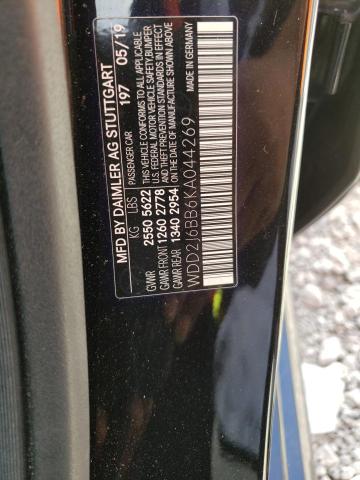 MFD BY DAIMLER AG STUTTGART
PASSENGER CAR 197 05/19
KG LBS
GVWR 2550 5622
GAWR FRONT 1260 2778
GAWR REAR 1340 2954
THIS VEHICLE CONFORMS TO ALL APPLICABLE
U.S. FEDERAL MOTOR VEHICLE SAFETY, BUMPER
AND THEFT PREVENTION STANDARDS IN EFFECT
ON THE DATE OF MANUFACTURE SHOWN ABOVE
MADE IN GERMANY
WDD2J6BB6KA044269